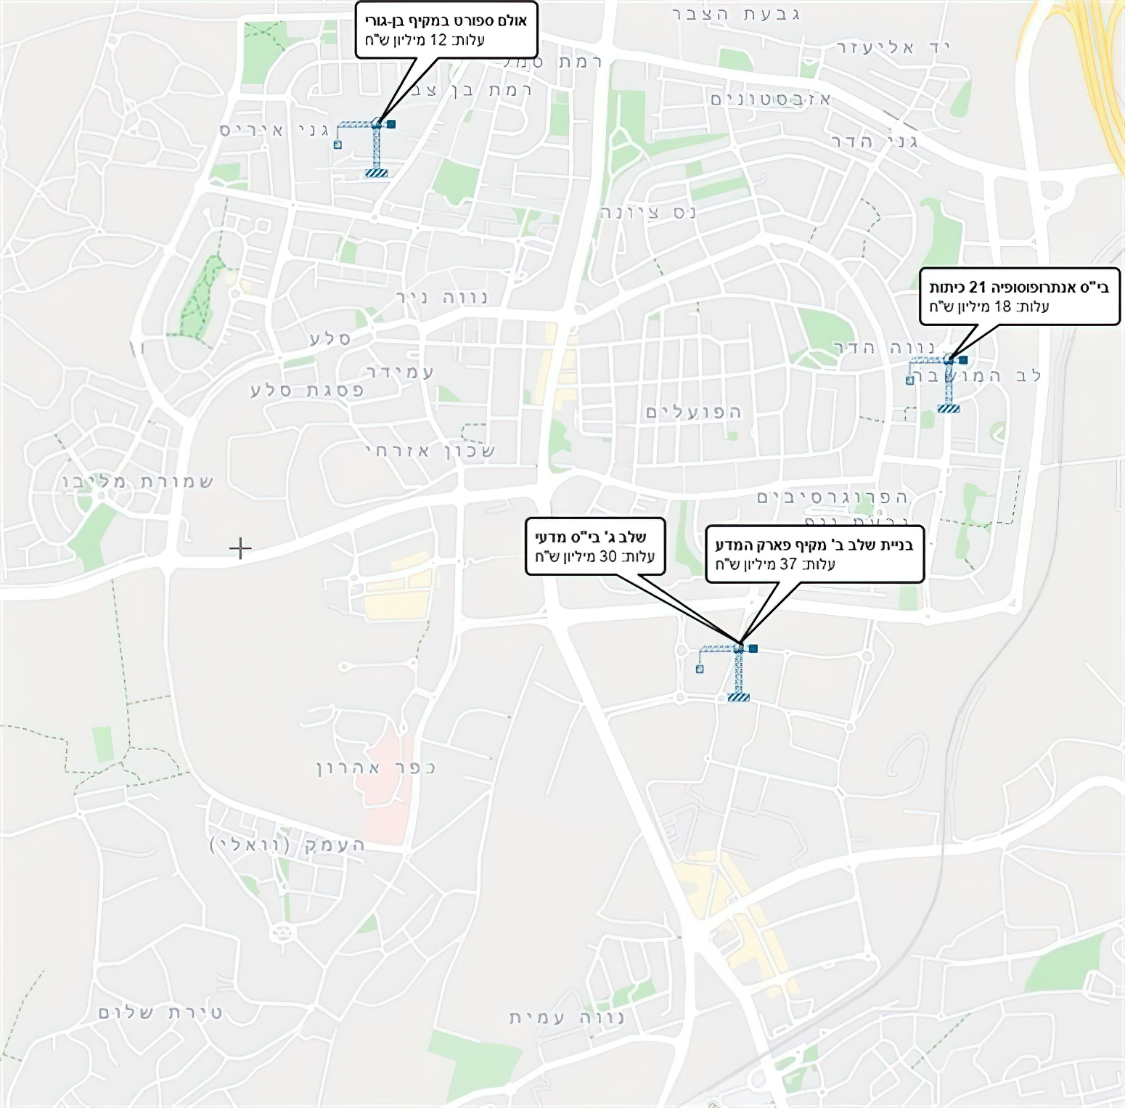 אולם ספורט במקיף בן-גורי
עלות: 12 מיליון ש"ח
גבעת הצבר
יד אליעזר
רמת סמל
רמת בן צבי
אזבסטונים
גני איריס
גני הדר
נס ציונה
בי"ס אנתרופוסופיה 21 כיתות
עלות: 18 מיליון ש"ח
נווה ניר
סלע
נווה הדר
עמידר
לב המושבה
פסגת סלע
הפועלים
שכון אזרחי
שמורת מליבו
הפרוגרסיבים
שלב ג' בי"ס מדעי
עלות: 30 מיליון ש"ח
בניית שלב ב' מקיף פארק המדע
עלות: 37 מיליון ש"ח
כפר אהרון
העמק (וואלי)
טירת שלום
נווה עמית